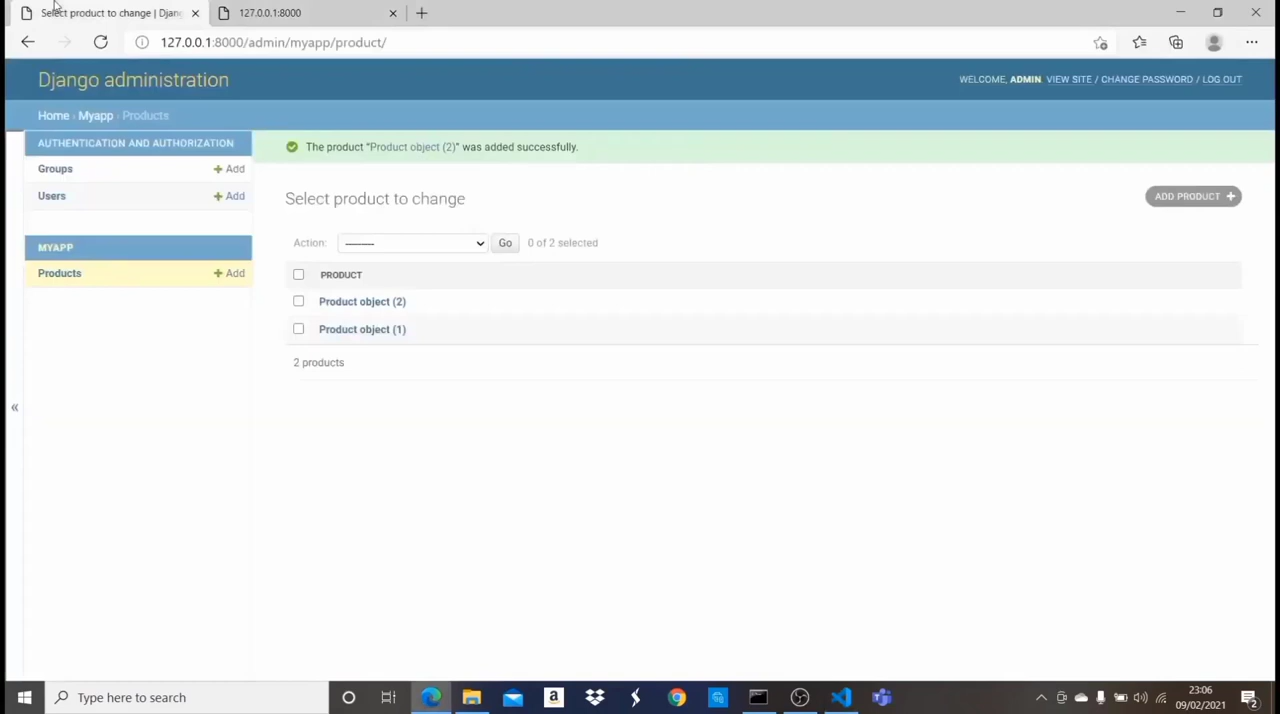 Select product to change | Djang
127.0.0.1:8000
127.0.0.1:8000/admin/myapp/product/
Django administration
WELCOME, ADMIN. VIEW SITE / CHANGE PASSWORD / LOG OUT
Home › Myapp › Products
AUTHENTICATION AND AUTHORIZATION
Groups + Add
Users + Add
MYAPP
Products + Add
«
The product “Product object (2)” was added successfully.
Select product to change
ADD PRODUCT +
Action: --------- Go 0 of 2 selected
PRODUCT
Product object (2)
Product object (1)
2 products
Type here to search
23:06
09/02/2021
2